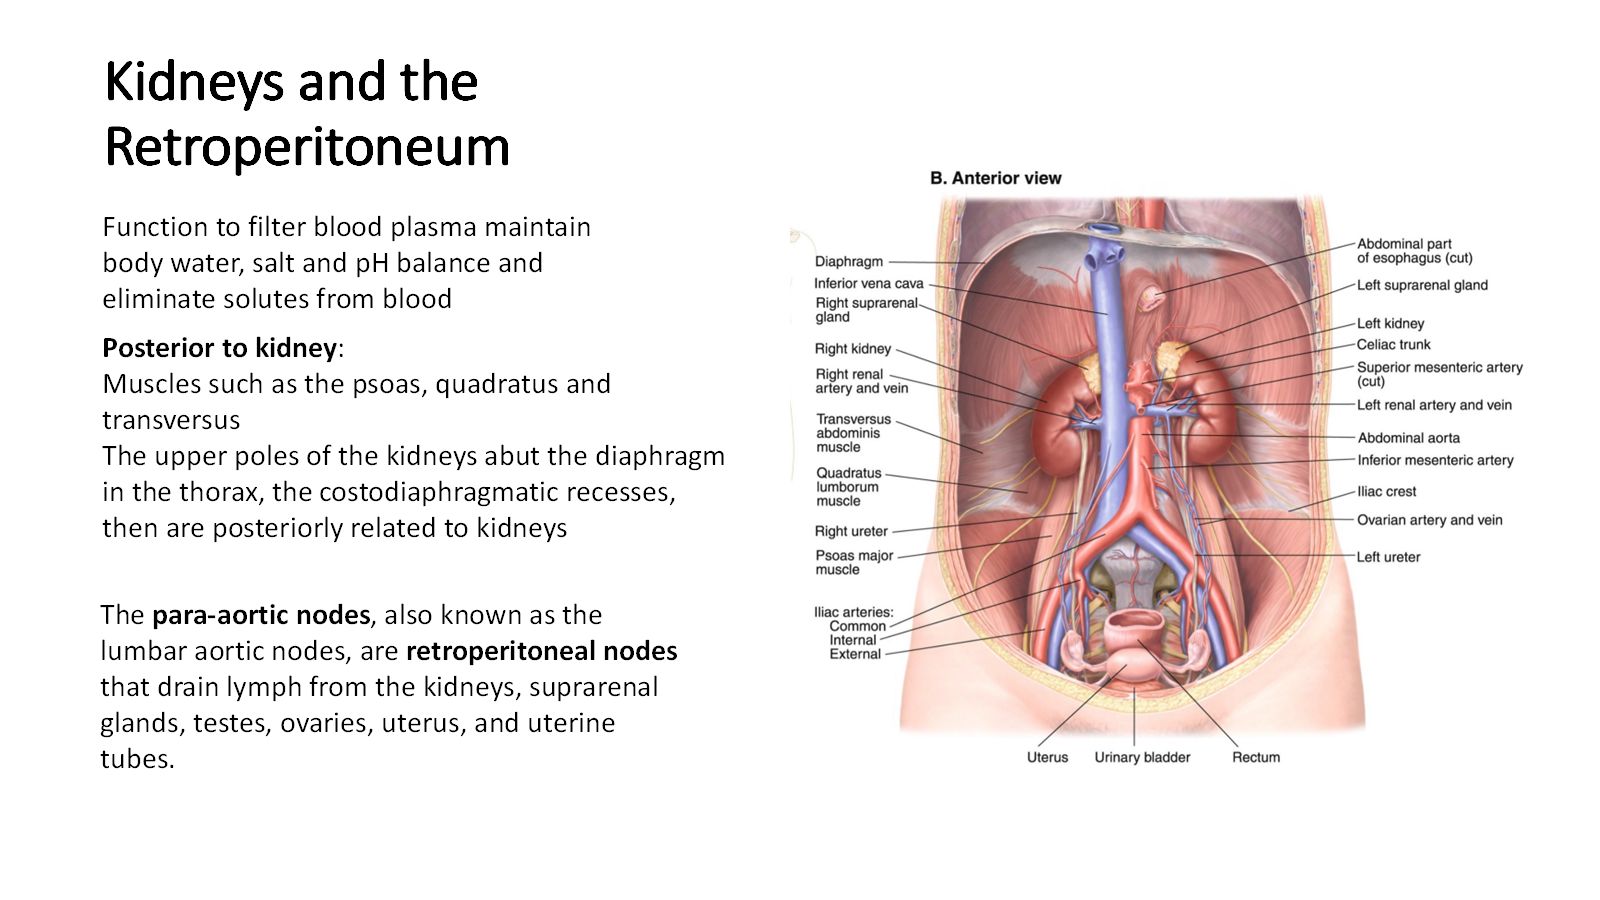 Kidneys and the
Retroperitoneum
Function to filter blood plasma maintain
body water, salt and pH balance and
eliminate solutes from blood
Posterior to kidney:
Muscles such as the psoas, quadratus and
transversus
The upper poles of the kidneys abut the diaphragm
in the thorax, the costodiaphragmatic recesses,
then are posteriorly related to kidneys
The para-aortic nodes, also known as the
lumbar aortic nodes, are retroperitoneal nodes
that drain lymph from the kidneys, suprarenal
glands, testes, ovaries, uterus, and uterine
tubes.
B. Anterior view
Diaphragm
Inferior vena cava
Right suprarenal
gland
Right kidney
Right renal
artery and vein
Transversus
abdominis
muscle
Quadratus
lumborum
muscle
Right ureter
Psoas major
muscle
Iliac arteries:
Common
Internal
External
Abdominal part
of esophagus (cut)
Left suprarenal gland
Left kidney
Celiac trunk
Superior mesenteric artery
(cut)
Left renal artery and vein
Abdominal aorta
Inferior mesenteric artery
Iliac crest
Ovarian artery and vein
Left ureter
Uterus
Urinary bladder
Rectum